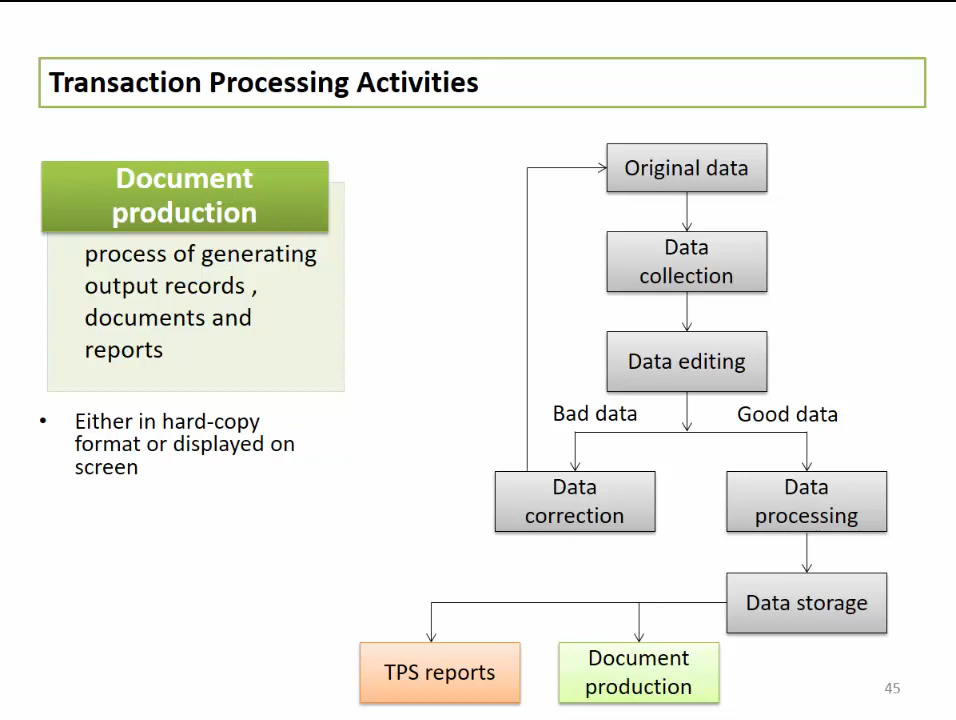 Transaction Processing Activities
Document
production
process of generating
output records ,
documents and
reports
• Either in hard-copy
format or displayed on
screen
Original data
Data
collection
Data editing
Bad data
Good data
Data
correction
Data
processing
Data storage
TPS reports
Document
production
45